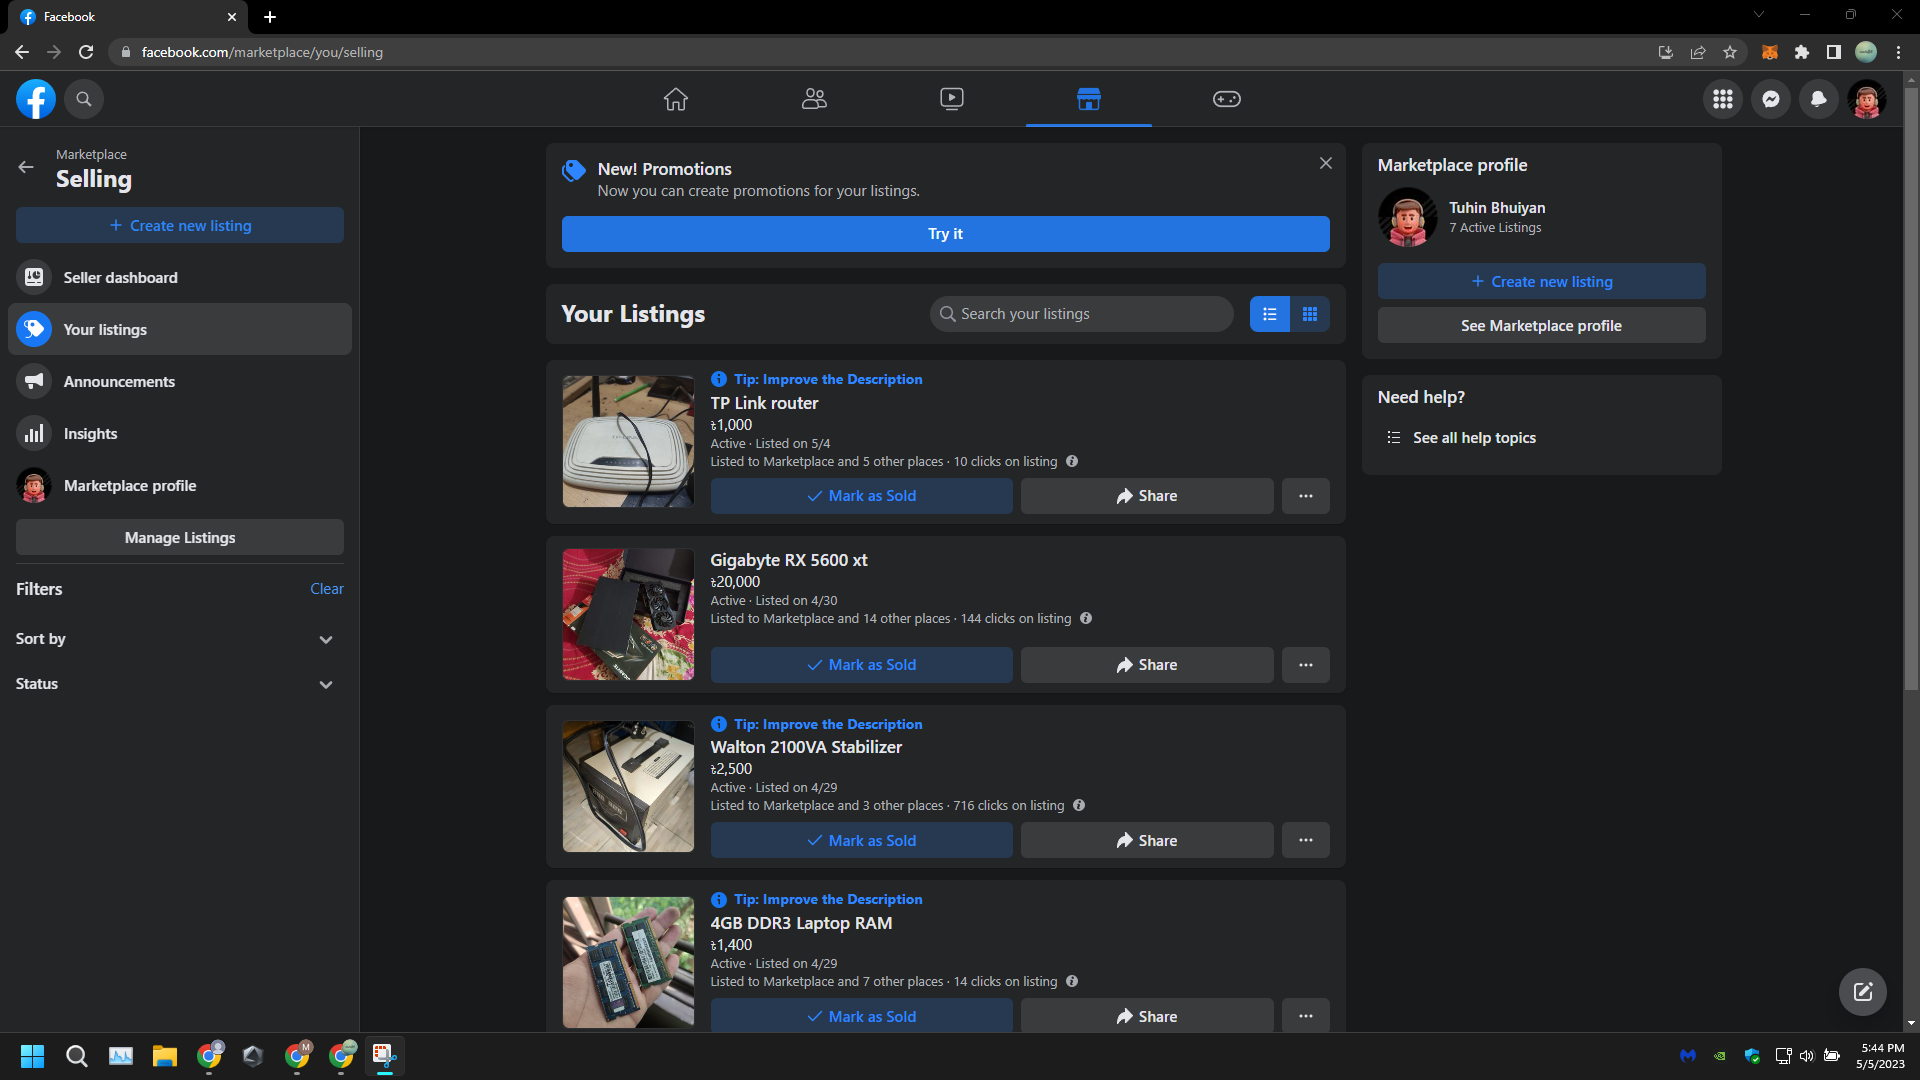 Facebook
facebook.com/marketplace/you/selling
Marketplace
Selling
Create new listing
Seller dashboard
Your listings
Announcements
Insights
Marketplace profile
Manage Listings
Filters
Clear
Sort by
Status
New! Promotions
Now you can create promotions for your listings.
Try it
Your Listings
Search your listings
Tip: Improve the Description
TP Link router
৳1,000
Active · Listed on 5/4
Listed to Marketplace and 5 other places · 10 clicks on listing
Mark as Sold
Share
Gigabyte RX 5600 xt
৳20,000
Active · Listed on 4/30
Listed to Marketplace and 14 other places · 144 clicks on listing
Mark as Sold
Share
Tip: Improve the Description
Walton 2100VA Stabilizer
৳2,500
Active · Listed on 4/29
Listed to Marketplace and 3 other places · 716 clicks on listing
Mark as Sold
Share
Tip: Improve the Description
4GB DDR3 Laptop RAM
৳1,400
Active · Listed on 4/29
Listed to Marketplace and 7 other places · 14 clicks on listing
Mark as Sold
Share
Marketplace profile
Tuhin Bhuiyan
7 Active Listings
Create new listing
See Marketplace profile
Need help?
See all help topics
M
5:44 PM
5/5/2023